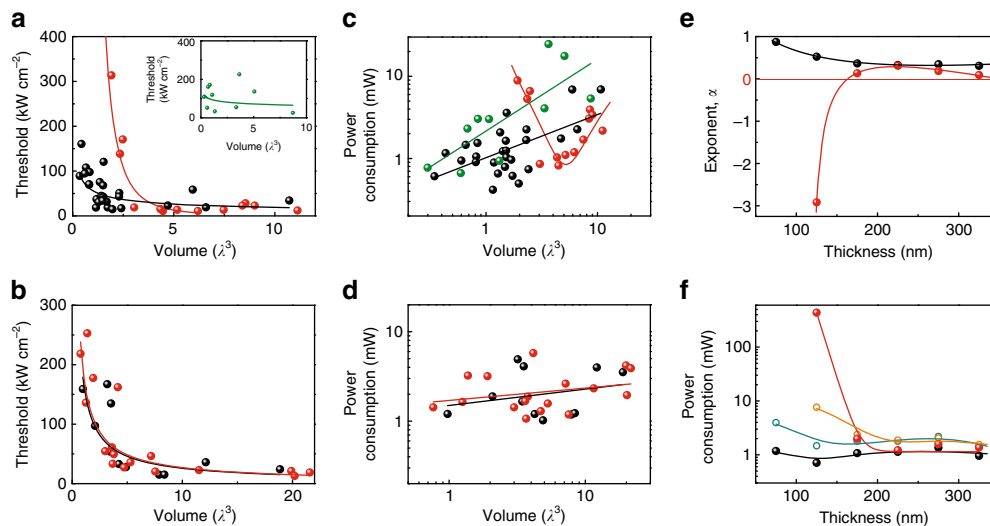 a
400
300
200
100
0
Threshold (kW cm⁻²)
0
5
10
Volume (λ³)
400
200
0
Threshold
(kW cm⁻²)
0
5
10
Volume (λ³)
b
300
200
100
0
Threshold (kW cm⁻²)
0
10
20
Volume (λ³)
c
10
1
Power
consumption (mW)
1
10
Volume (λ³)
d
10
1
Power
consumption (mW)
1
10
Volume (λ³)
e
1
0
−1
−2
−3
Exponent, α
100
200
300
Thickness (nm)
f
100
10
1
Power
consumption (mW)
100
200
300
Thickness (nm)